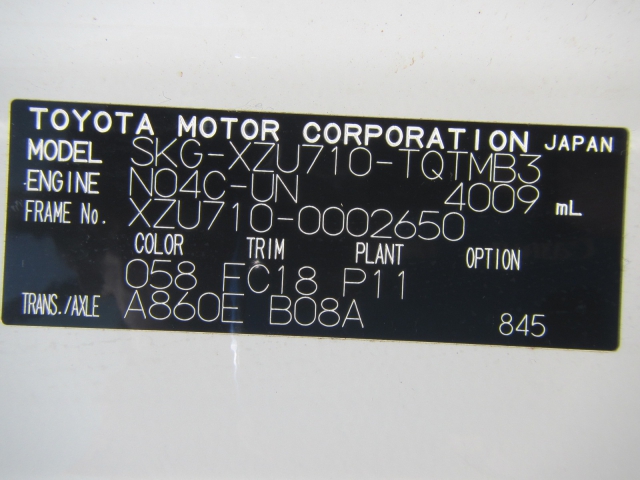 TOYOTA MOTOR CORPORATION JAPAN
MODEL SKG-XZU710-TQTMB3
ENGINE N04C-UN 4009 mL
FRAME No. XZU710-0002650
COLOR TRIM PLANT OPTION
058 FC18 P11
TRANS./AXLE A860E B08A 845